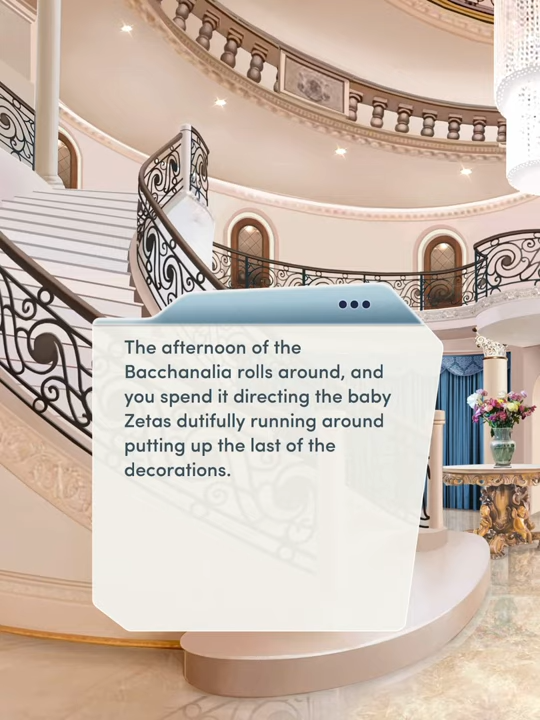 The afternoon of the
Bacchanalia rolls around, and
you spend it directing the baby
Zetas dutifully running around
putting up the last of the
decorations.